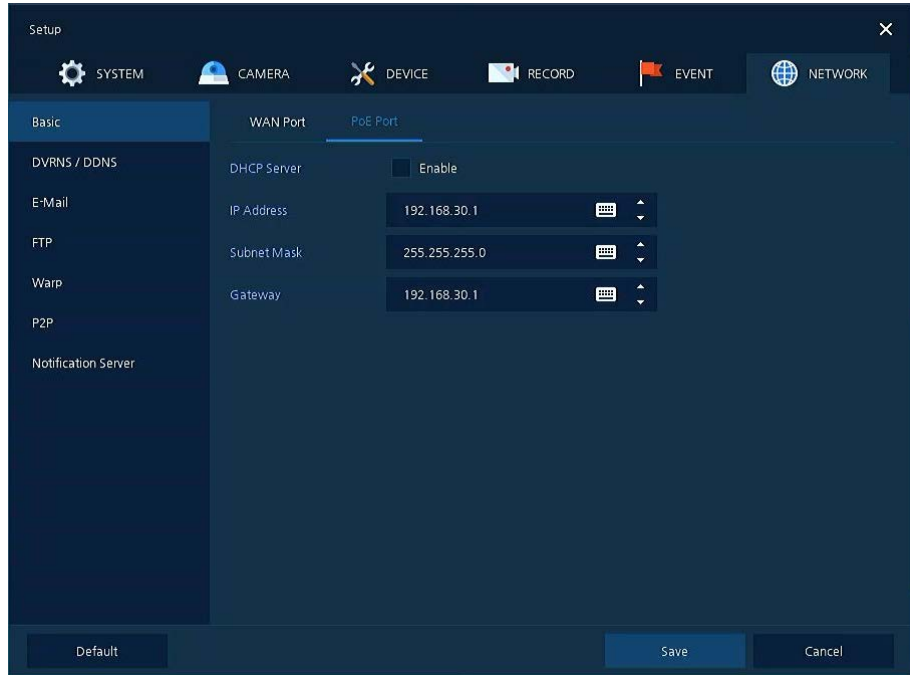 Setup
SYSTEM CAMERA DEVICE RECORD EVENT NETWORK
Basic
DVRNS / DDNS
E-Mail
FTP
Warp
P2P
Notification Server
WAN Port PoE Port
DHCP Server Enable
IP Address 192.168.30.1
Subnet Mask 255.255.255.0
Gateway 192.168.30.1
Default Save Cancel